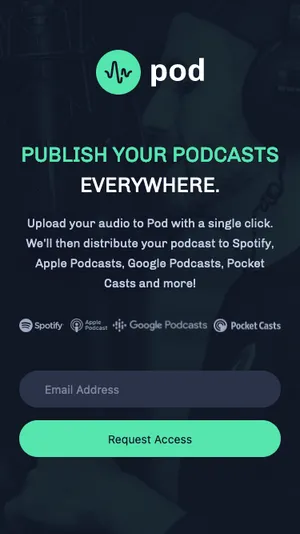 pod
PUBLISH YOUR PODCASTS
EVERYWHERE.
Upload your audio to Pod with a single click.
We'll then distribute your podcast to Spotify,
Apple Podcasts, Google Podcasts, Pocket
Casts and more!
Spotify Apple Podcast Google Podcasts Pocket Casts
Email Address
Request Access